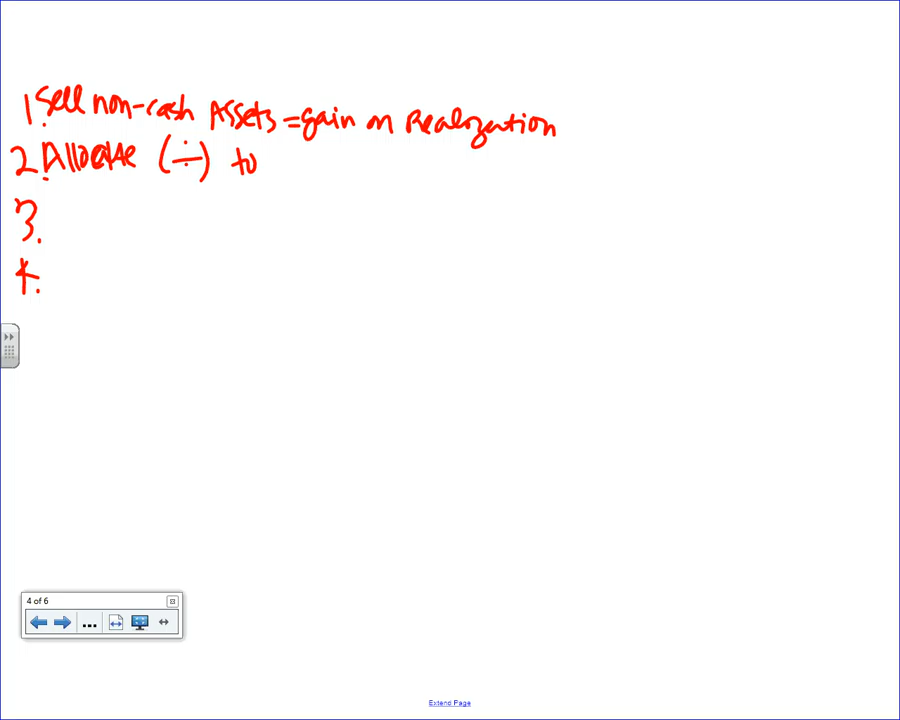 1. Sell non-cash Assets = gain on Realization
2. Allocate (÷) to
3.
4.
4 of 6
...
Extend Page